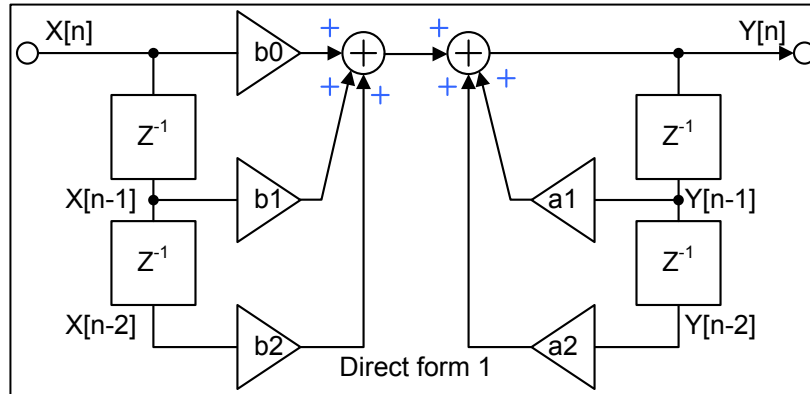 X[n] b0 + + + + Y[n]
+ + + +
Z⁻¹ Z⁻¹
X[n-1] b1 a1 Y[n-1]
Z⁻¹ Z⁻¹
X[n-2] b2 a2 Y[n-2]
Direct form 1